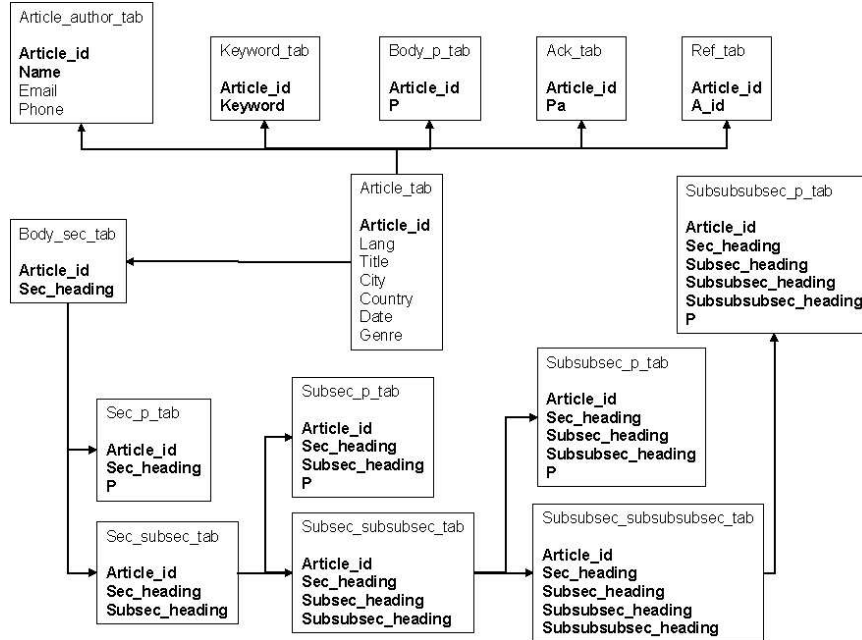 Article_author_tab
Article_id
Name
Email
Phone
Keyword_tab
Article_id
Keyword
Body_p_tab
Article_id
P
Ack_tab
Article_id
Pa
Ref_tab
Article_id
A_id
Article_tab
Article_id
Lang
Title
City
Country
Date
Genre
Subsubsubsec_p_tab
Article_id
Sec_heading
Subsec_heading
Subsubsec_heading
Subsubsubsec_heading
P
Body_sec_tab
Article_id
Sec_heading
Sec_p_tab
Article_id
Sec_heading
P
Subsec_p_tab
Article_id
Sec_heading
Subsec_heading
P
Subsubsec_p_tab
Article_id
Sec_heading
Subsec_heading
Subsubsec_heading
P
Sec_subsec_tab
Article_id
Sec_heading
Subsec_heading
Subsec_subsubsec_tab
Article_id
Sec_heading
Subsec_heading
Subsubsec_heading
Subsubsec_subsubsubsec_tab
Article_id
Sec_heading
Subsec_heading
Subsubsec_heading
Subsubsubsec_heading